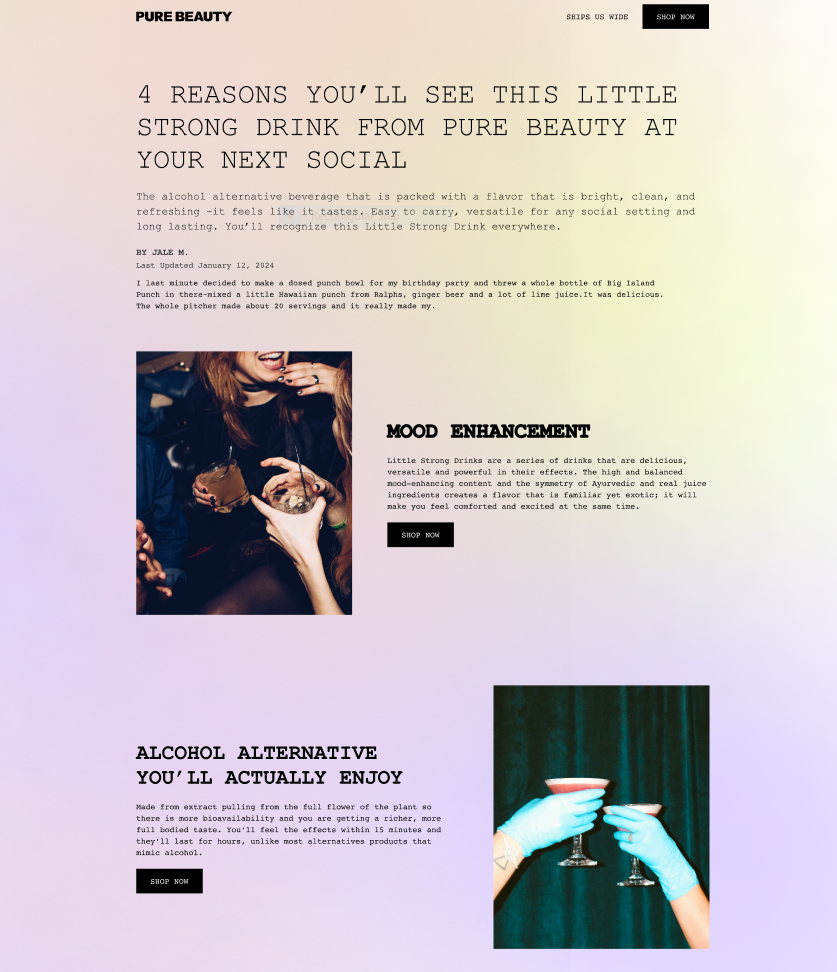 PURE BEAUTY
SHIPS US WIDE
SHOP NOW
4 REASONS YOU’LL SEE THIS LITTLE
STRONG DRINK FROM PURE BEAUTY AT
YOUR NEXT SOCIAL
The alcohol alternative beverage that is packed with a flavor that is bright, clean, and
refreshing –it feels like it tastes. Easy to carry, versatile for any social setting and
long lasting. You’ll recognize this Little Strong Drink everywhere.
BY JALE M.
Last Updated January 12, 2024
I last minute decided to make a dosed punch bowl for my birthday party and threw a whole bottle of Big Island
Punch in there—mixed a little Hawaiian punch from Ralphs, ginger beer and a lot of lime juice.It was delicious.
The whole pitcher made about 20 servings and it really made my.
MOOD ENHANCEMENT
Little Strong Drinks are a series of drinks that are delicious,
versatile and powerful in their effects. The high and balanced
mood-enhancing content and the symmetry of Ayurvedic and real juice
ingredients creates a flavor that is familiar yet exotic; it will
make you feel comforted and excited at the same time.
SHOP NOW
ALCOHOL ALTERNATIVE
YOU’LL ACTUALLY ENJOY
Made from extract pulling from the full flower of the plant so
there is more bioavailability and you are getting a richer, more
full bodied taste. You’ll feel the effects within 15 minutes and
they’ll last for hours, unlike most alternatives products that
mimic alcohol.
SHOP NOW